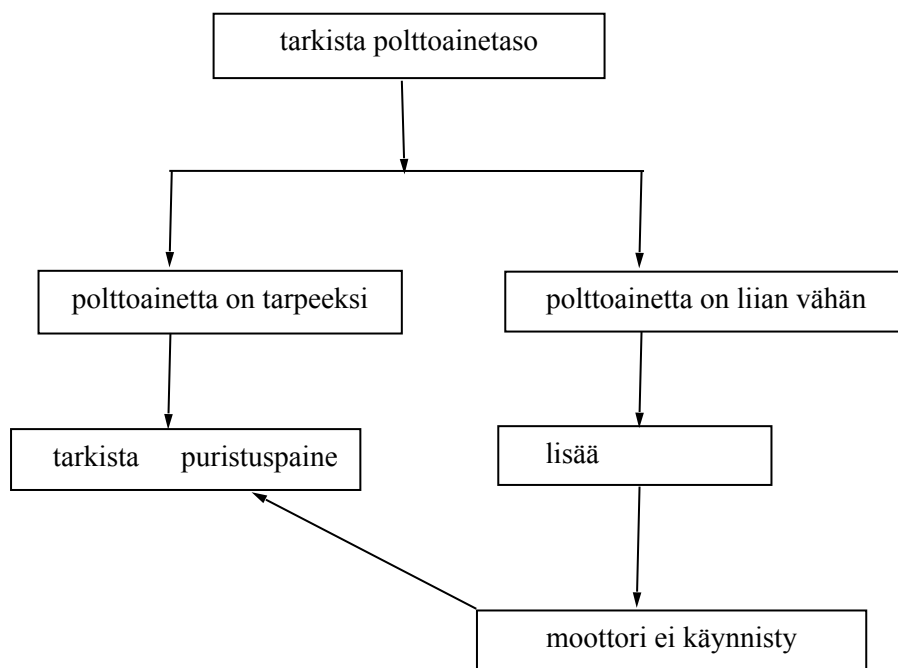 tarkista polttoainetaso
polttoainetta on tarpeeksi
polttoainetta on liian vähän
tarkista puristuspaine
lisää
moottori ei käynnisty